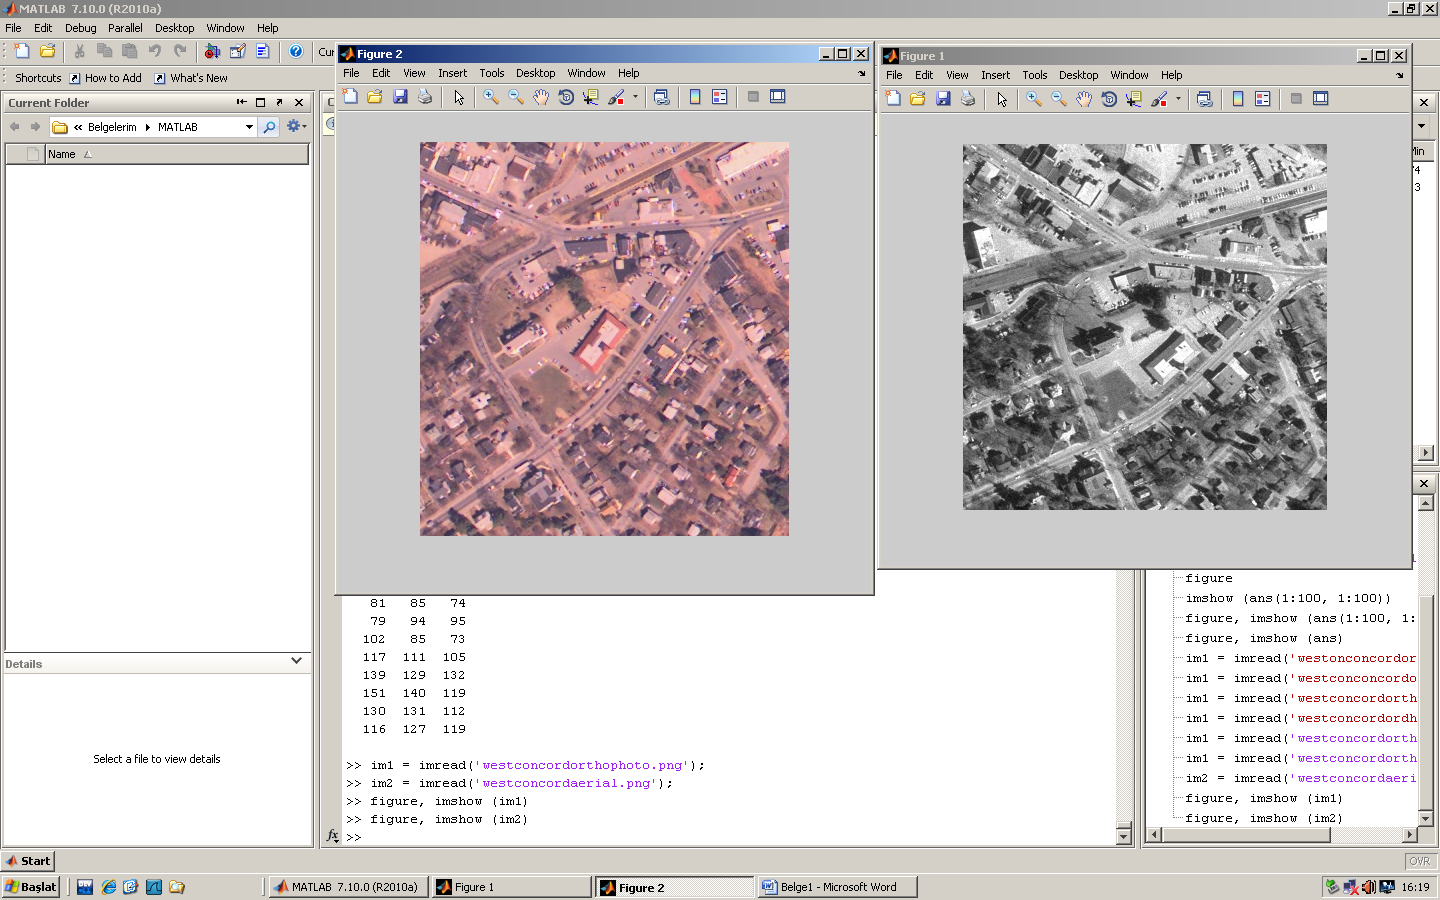 MATLAB 7.10.0 (R2010a)
File Edit Debug Parallel Desktop Window Help
Shortcuts How to Add What's New
Current Folder
« Belgelerim MATLAB
Name
Details
Select a file to view details
Figure 2
File Edit View Insert Tools Desktop Window Help
Figure 1
File Edit View Insert Tools Desktop Window Help
81 85 74
79 94 95
102 85 73
117 111 105
139 129 132
151 140 119
130 131 112
116 127 119
>> im1 = imread('westconcordorthophoto.png');
>> im2 = imread('westconcordaerial.png');
>> figure, imshow (im1)
>> figure, imshow (im2)
>>
fx
figure
imshow (ans(1:100, 1:100))
figure, imshow (ans(1:100, 1:
figure, imshow (ans)
im1 = imread('westonconcordor
im1 = imread('westconconcordo
im1 = imread('westconcordorth
im1 = imread('westconcordordh
im1 = imread('westconcordorth
im1 = imread('westconcordorth
im2 = imread('westconcordaeri
figure, imshow (im1)
figure, imshow (im2)
Start
OVR
Başlat
MATLAB 7.10.0 (R2010a)
Figure 1
Figure 2
Belge1 - Microsoft Word
16:19